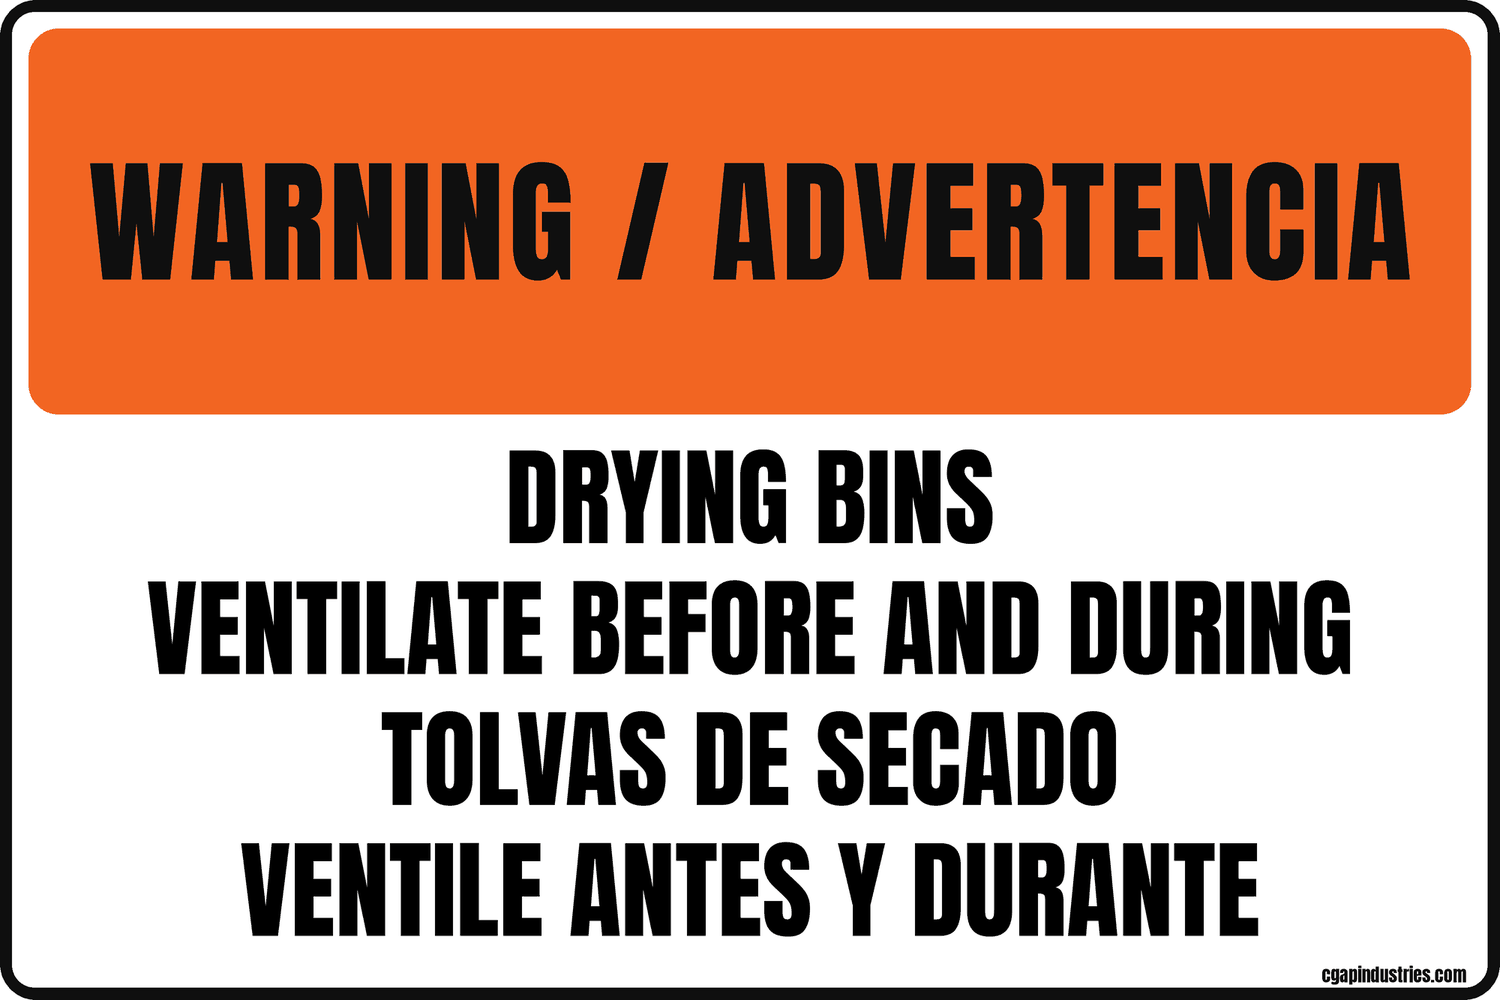 WARNING / ADVERTENCIA
DRYING BINS
VENTILATE BEFORE AND DURING
TOLVAS DE SECADO
VENTILE ANTES Y DURANTE
cgapindustries.com